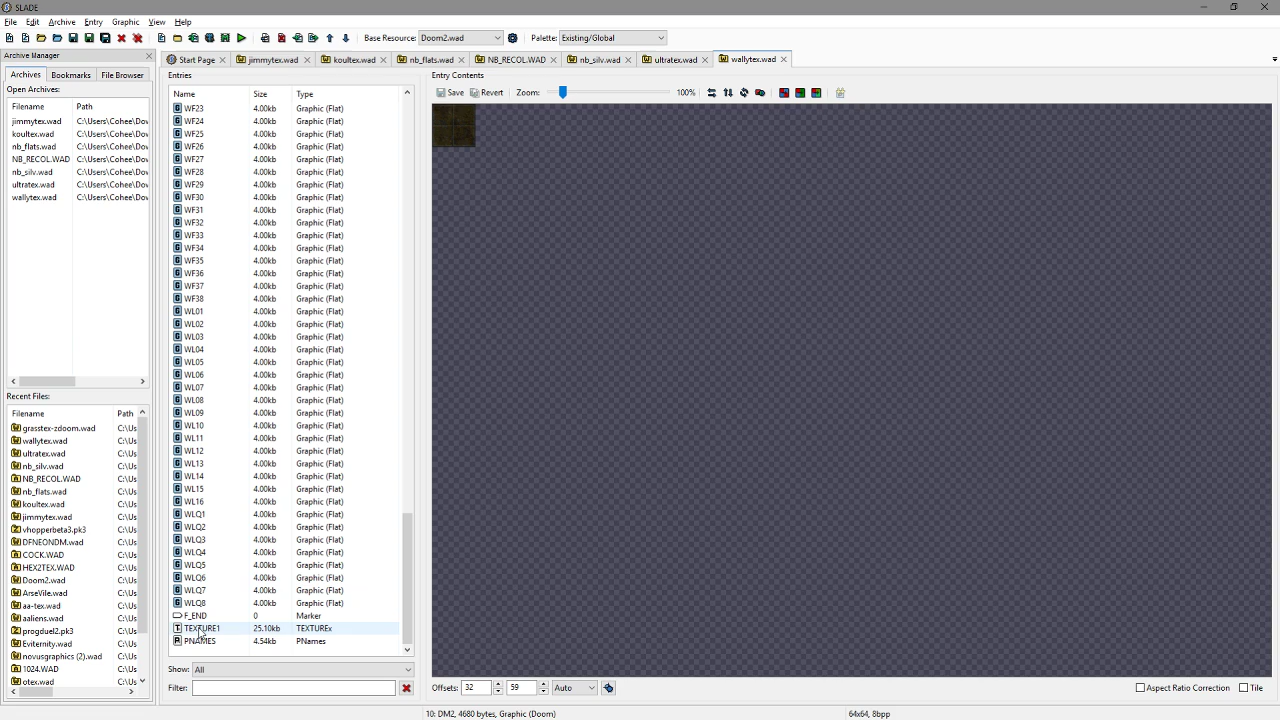 SLADE
File Edit Archive Entry Graphic View Help
Base Resource: Doom2.wad Palette: Existing/Global
Archive Manager
Start Page jimmytex.wad koultex.wad nb_flats.wad NB_RECOL.WAD nb_silv.wad ultratex.wad wallytex.wad
Archives Bookmarks File Browser
Entries
Entry Contents
Open Archives:
Save Revert Zoom: 100%
Filename Path
jimmytex.wad C:\Users\Cohee\Dov
koultex.wad C:\Users\Cohee\Dov
nb_flats.wad C:\Users\Cohee\Dov
NB_RECOL.WAD C:\Users\Cohee\Dov
nb_silv.wad C:\Users\Cohee\Dov
ultratex.wad C:\Users\Cohee\Dov
wallytex.wad C:\Users\Cohee\Dov
Recent Files:
Filename Path
grasstex-zdoom.wad C:\Us
wallytex.wad C:\Us
ultratex.wad C:\Us
nb_silv.wad C:\Us
NB_RECOL.WAD C:\Us
nb_flats.wad C:\Us
koultex.wad C:\Us
jimmytex.wad C:\Us
vhopperbeta3.pk3 C:\Us
DFNEONDM.wad C:\Us
COCK.WAD C:\Us
HEX2TEX.WAD C:\Us
Doom2.wad C:\Us
ArseVile.wad C:\Us
aa-tex.wad C:\Us
aaliens.wad C:\Us
progduel2.pk3 C:\Us
Eviternity.wad C:\Us
novusgraphics (2).wad C:\Us
1024.WAD C:\Us
otex.wad C:\Us
Name Size Type
WF23 4.00kb Graphic (Flat)
WF24 4.00kb Graphic (Flat)
WF25 4.00kb Graphic (Flat)
WF26 4.00kb Graphic (Flat)
WF27 4.00kb Graphic (Flat)
WF28 4.00kb Graphic (Flat)
WF29 4.00kb Graphic (Flat)
WF30 4.00kb Graphic (Flat)
WF31 4.00kb Graphic (Flat)
WF32 4.00kb Graphic (Flat)
WF33 4.00kb Graphic (Flat)
WF34 4.00kb Graphic (Flat)
WF35 4.00kb Graphic (Flat)
WF36 4.00kb Graphic (Flat)
WF37 4.00kb Graphic (Flat)
WF38 4.00kb Graphic (Flat)
WL01 4.00kb Graphic (Flat)
WL02 4.00kb Graphic (Flat)
WL03 4.00kb Graphic (Flat)
WL04 4.00kb Graphic (Flat)
WL05 4.00kb Graphic (Flat)
WL06 4.00kb Graphic (Flat)
WL07 4.00kb Graphic (Flat)
WL08 4.00kb Graphic (Flat)
WL09 4.00kb Graphic (Flat)
WL10 4.00kb Graphic (Flat)
WL11 4.00kb Graphic (Flat)
WL12 4.00kb Graphic (Flat)
WL13 4.00kb Graphic (Flat)
WL14 4.00kb Graphic (Flat)
WL15 4.00kb Graphic (Flat)
WL16 4.00kb Graphic (Flat)
WLQ1 4.00kb Graphic (Flat)
WLQ2 4.00kb Graphic (Flat)
WLQ3 4.00kb Graphic (Flat)
WLQ4 4.00kb Graphic (Flat)
WLQ5 4.00kb Graphic (Flat)
WLQ6 4.00kb Graphic (Flat)
WLQ7 4.00kb Graphic (Flat)
WLQ8 4.00kb Graphic (Flat)
F_END 0 Marker
TEXTURE1 25.10kb TEXTUREx
PNAMES 4.54kb PNames
Show: All
Filter:
Offsets: 32 59 Auto Aspect Ratio Correction Tile
10: DM2, 4680 bytes, Graphic (Doom) 64x64, 8bpp